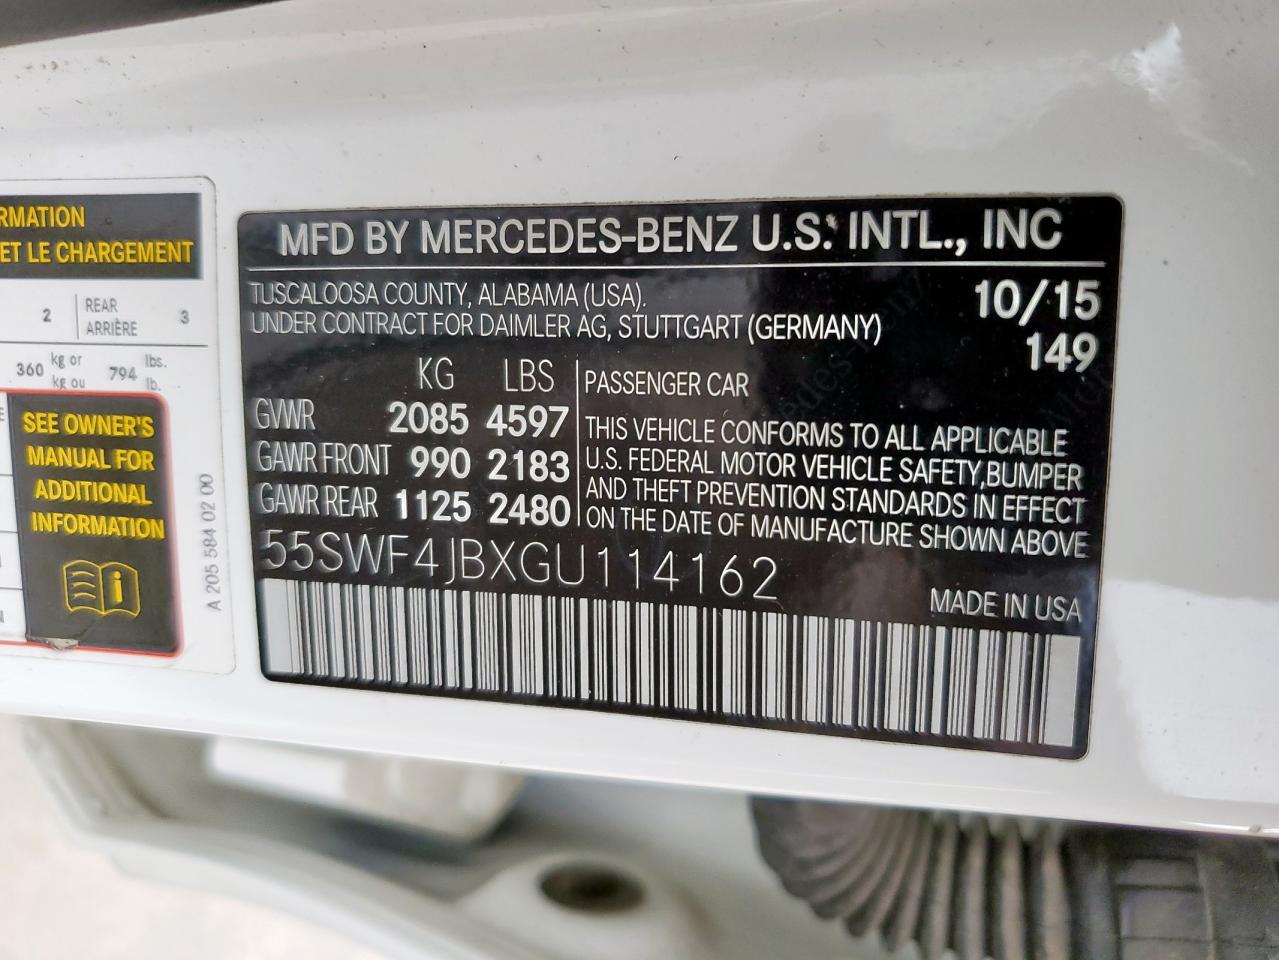 RMATION
ET LE CHARGEMENT
2 REAR ARRIÈRE 3
360 kg or kg ou 794 lbs. lb.
SEE OWNER'S
MANUAL FOR
ADDITIONAL
INFORMATION
A 205 584 02 00
MFD BY MERCEDES-BENZ U.S. INTL., INC
TUSCALOOSA COUNTY, ALABAMA (USA). 10/15
UNDER CONTRACT FOR DAIMLER AG, STUTTGART (GERMANY) 149
KG LBS
GVWR 2085 4597
GAWR FRONT 990 2183
GAWR REAR 1125 2480
PASSENGER CAR
THIS VEHICLE CONFORMS TO ALL APPLICABLE
U.S. FEDERAL MOTOR VEHICLE SAFETY,BUMPER
AND THEFT PREVENTION STANDARDS IN EFFECT
ON THE DATE OF MANUFACTURE SHOWN ABOVE
55SWF4JBXGU114162
MADE IN USA